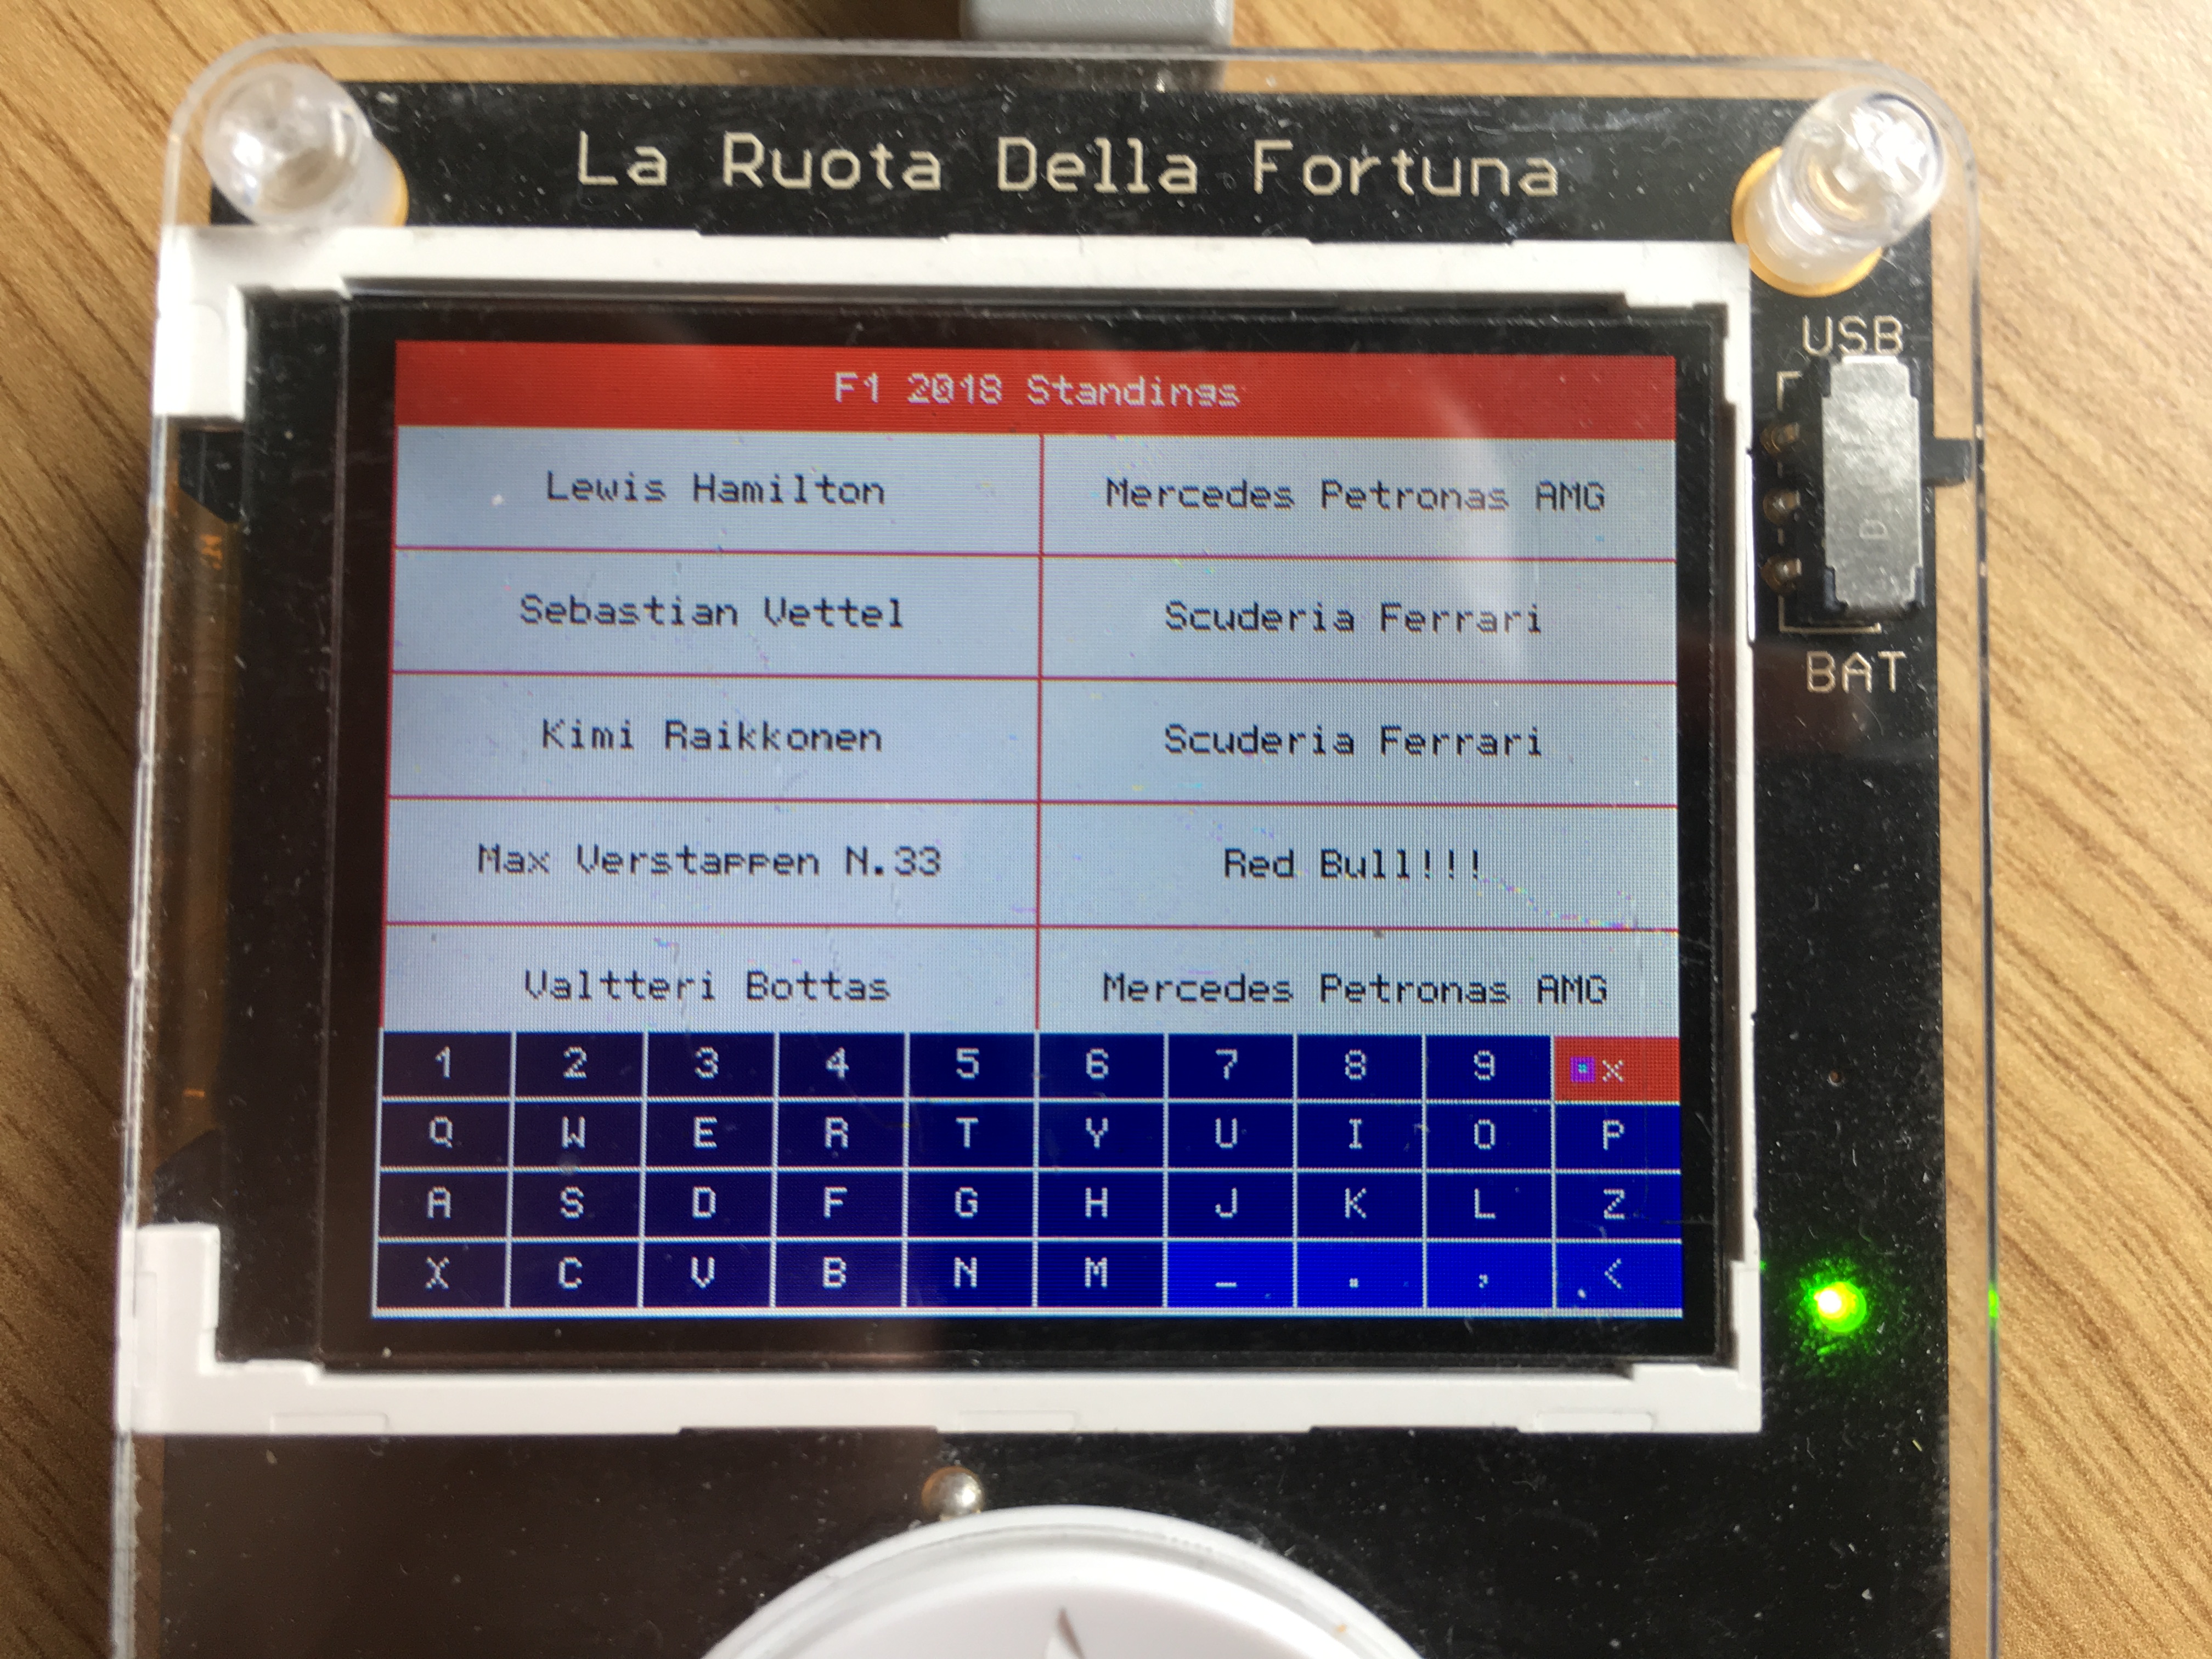 La Ruota Della Fortuna
USB
BAT
F1 2018 Standings
Lewis Hamilton Mercedes Petronas AMG
Sebastian Vettel Scuderia Ferrari
Kimi Raikkonen Scuderia Ferrari
Max Verstappen N.33 Red Bull!!!
Valtteri Bottas Mercedes Petronas AMG
1 2 3 4 5 6 7 8 9 x
Q W E R T Y U I O P
A S D F G H J K L Z
X C V B N M _ . , <